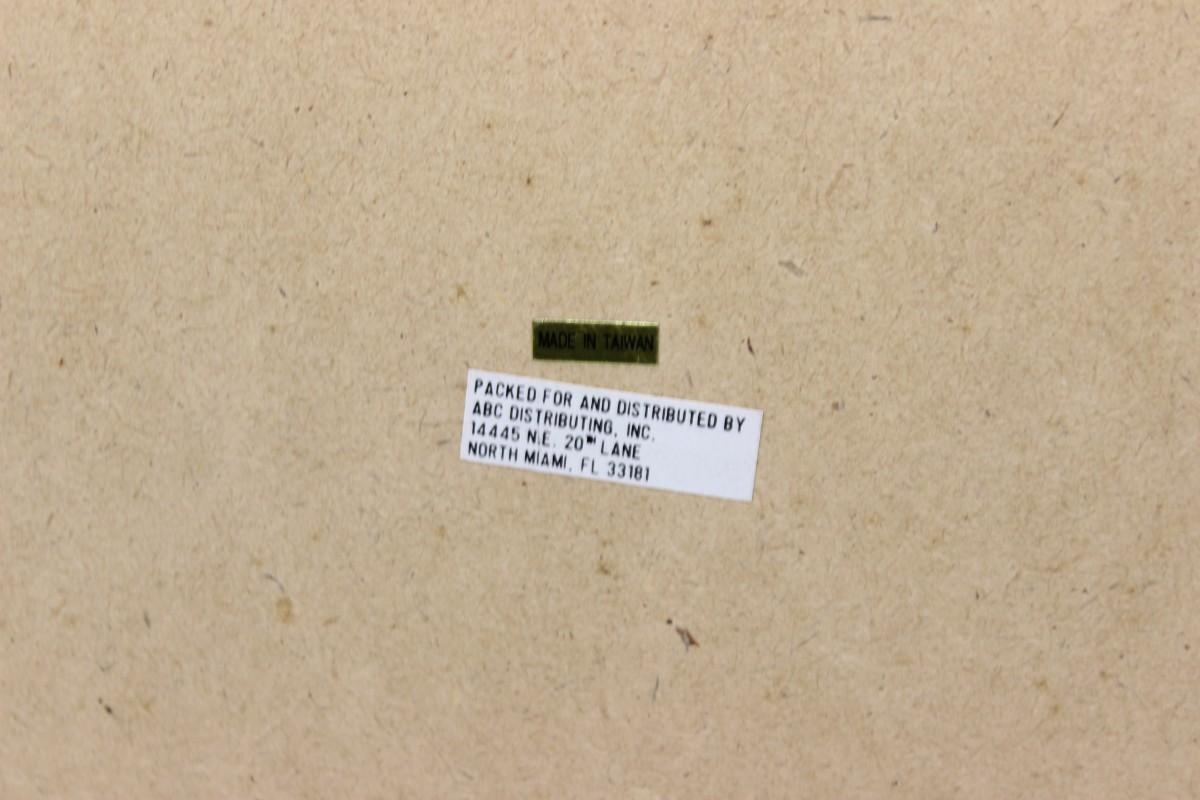 MADE IN TAIWAN
PACKED FOR AND DISTRIBUTED BY
ABC DISTRIBUTING, INC.
14445 N.E. 20TH LANE
NORTH MIAMI, FL 33181